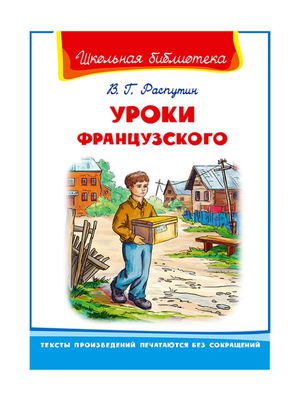 Школьная библиотека
В. Г. Распутин
УРОКИ
ФРАНЦУЗСКОГО
ТЕКСТЫ ПРОИЗВЕДЕНИЙ ПЕЧАТАЮТСЯ БЕЗ СОКРАЩЕНИЙ